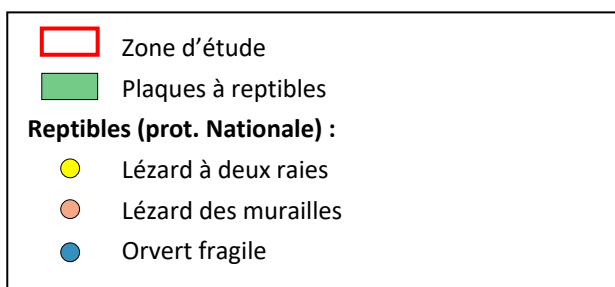 Zone d’étude
Plaques à reptibles
Reptibles (prot. Nationale) :
Lézard à deux raies
Lézard des murailles
Orvert fragile